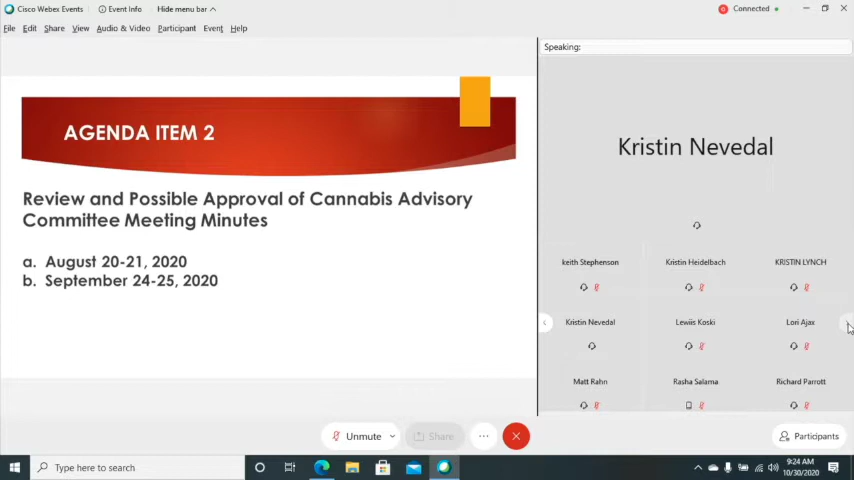 Cisco Webex Events
Event Info
Hide menu bar
Connected
File Edit Share View Audio & Video Participant Event Help
Speaking:
AGENDA ITEM 2
Review and Possible Approval of Cannabis Advisory
Committee Meeting Minutes
a. August 20-21, 2020
b. September 24-25, 2020
Kristin Nevedal
keith Stephenson
Kristin Heidelbach
KRISTIN LYNCH
Kristin Nevedal
Lewiis Koski
Lori Ajax
Matt Rahn
Rasha Salama
Richard Parrott
Unmute
Share
Participants
Type here to search
9:24 AM
10/30/2020